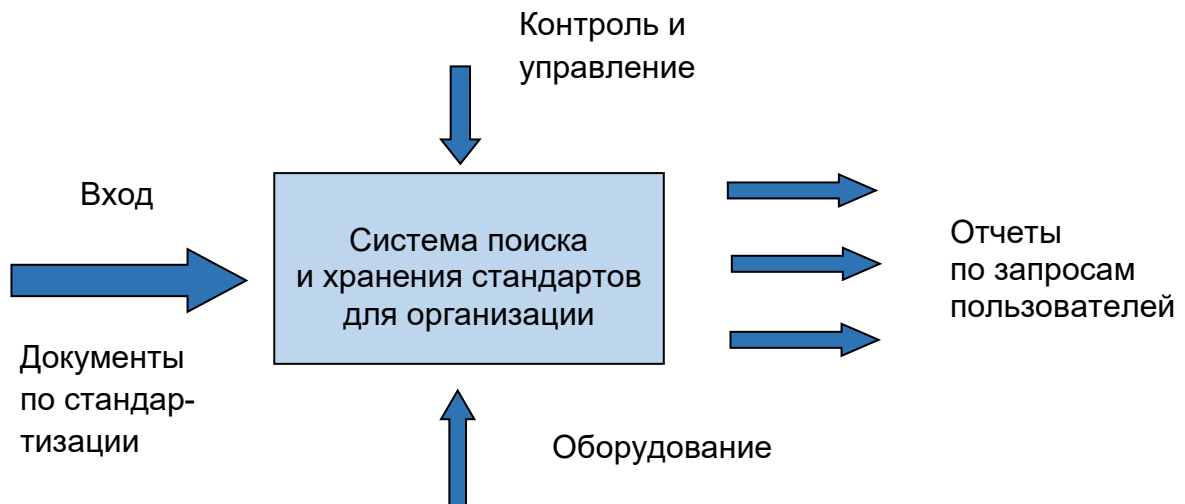 Контроль и
управление
Вход
Система поиска
и хранения стандартов
для организации
Отчеты
по запросам
пользователей
Документы
по стандар-
тизации
Оборудование